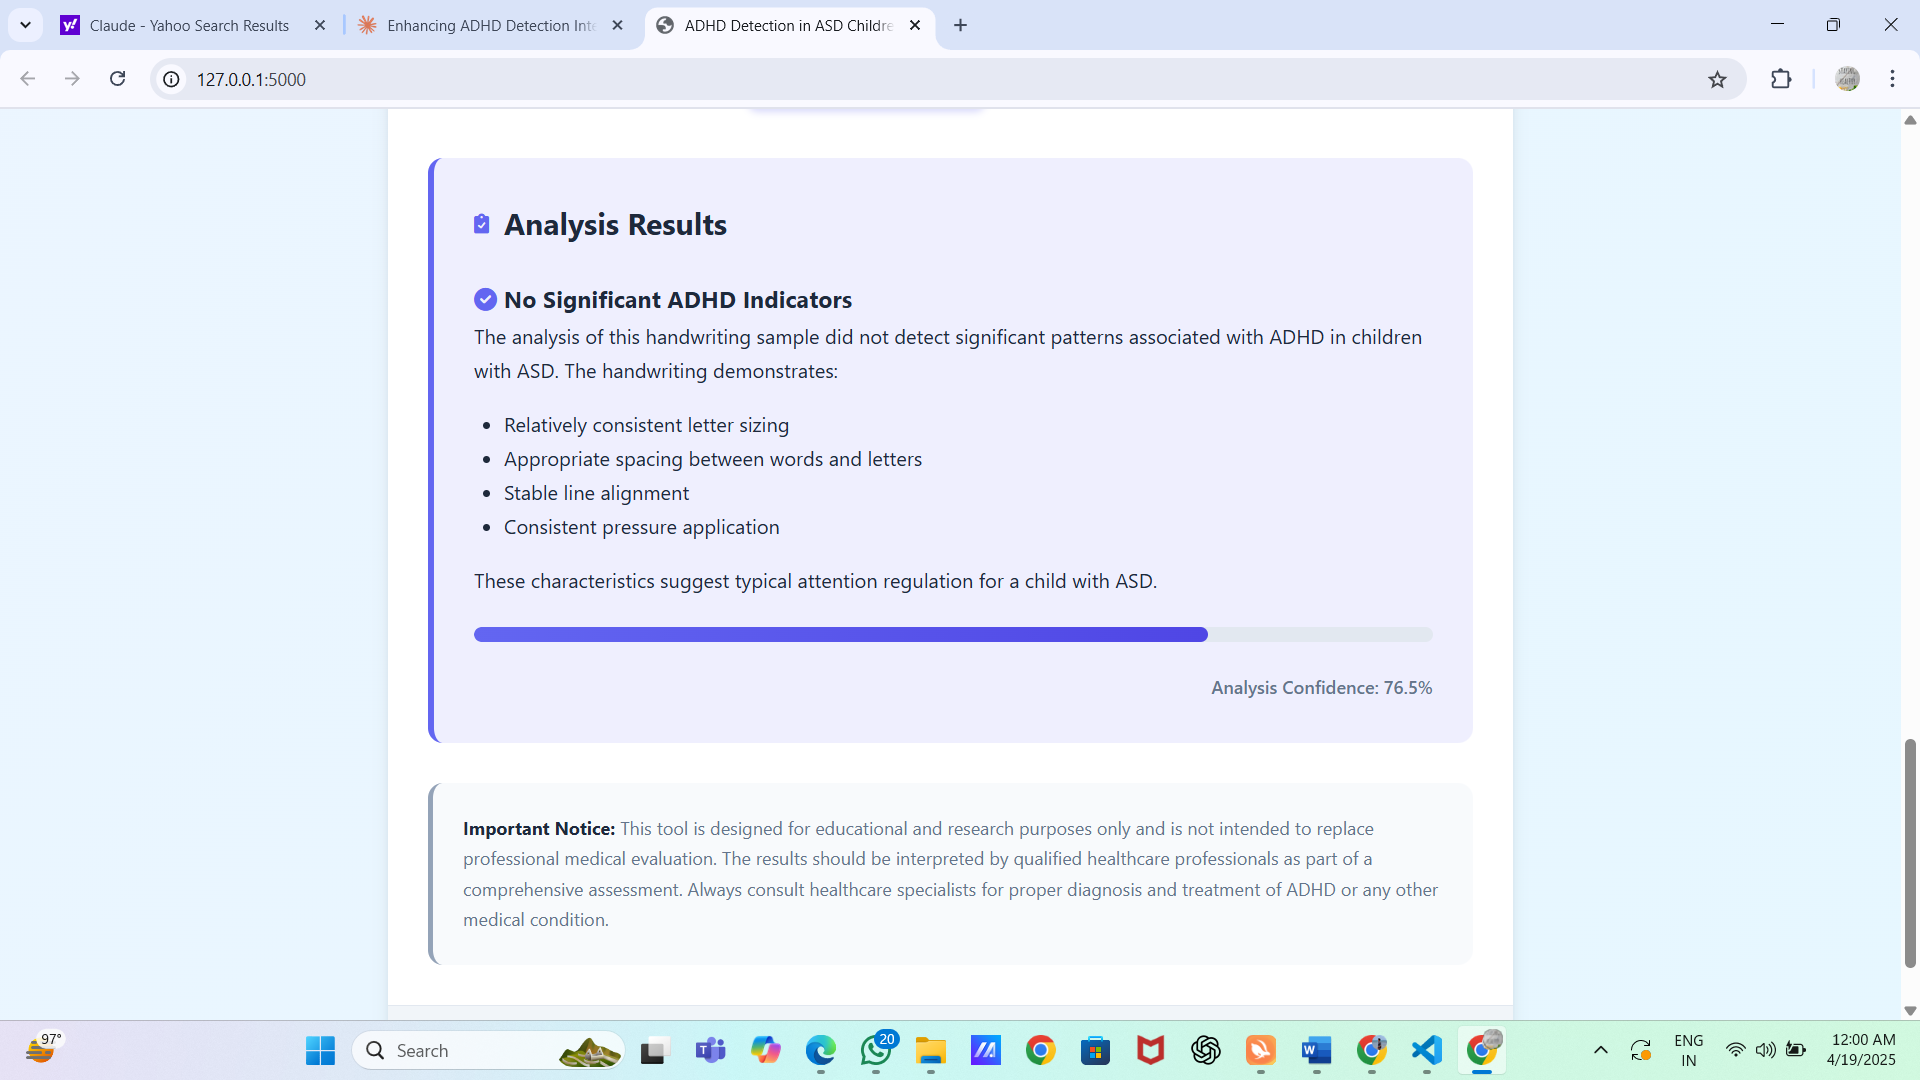 Claude - Yahoo Search Results
Enhancing ADHD Detection Inte
ADHD Detection in ASD Childre
127.0.0.1:5000
Analysis Results
No Significant ADHD Indicators
The analysis of this handwriting sample did not detect significant patterns associated with ADHD in children
with ASD. The handwriting demonstrates:
Relatively consistent letter sizing
Appropriate spacing between words and letters
Stable line alignment
Consistent pressure application
These characteristics suggest typical attention regulation for a child with ASD.
Analysis Confidence: 76.5%
Important Notice: This tool is designed for educational and research purposes only and is not intended to replace
professional medical evaluation. The results should be interpreted by qualified healthcare professionals as part of a
comprehensive assessment. Always consult healthcare specialists for proper diagnosis and treatment of ADHD or any other
medical condition.
97°
Search
20
ENG
IN
12:00 AM
4/19/2025